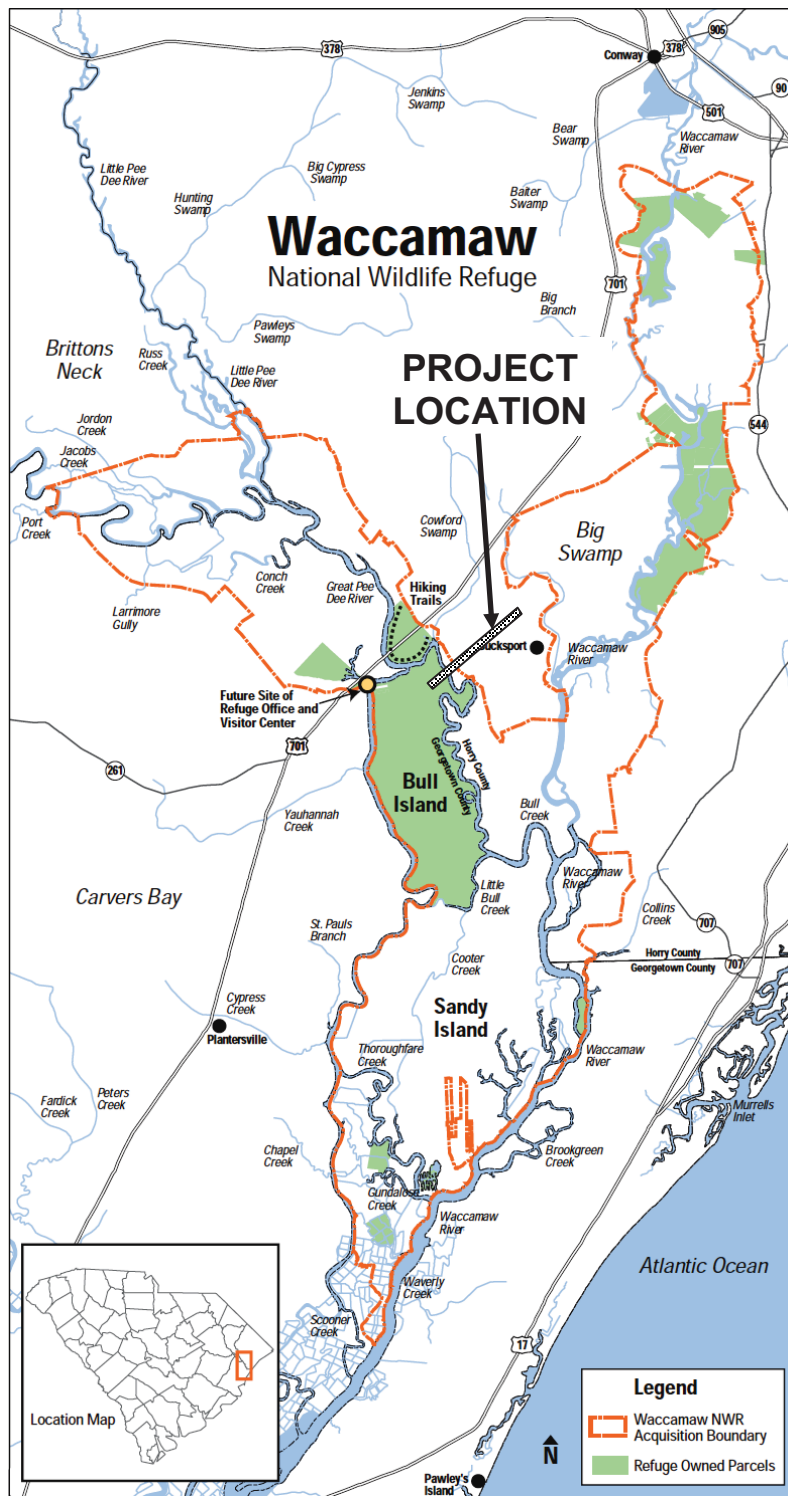 378
Conway
378
905
90
501
Jenkins
Swamp
Bear
Swamp
Waccamaw
River
Little Pee
Dee River
Big Cypress
Swamp
Hunting
Swamp
Baiter
Swamp
Waccamaw
National Wildlife Refuge
701
Big
Branch
Pawleys
Swamp
Russ
Creek
Brittons
Neck
Little Pee
Dee River
PROJECT
LOCATION
Jordon
Creek
Jacobs
Creek
544
Port
Creek
Cowford
Swamp
Big
Swamp
Conch
Creek
Great Pee
Dee River
Hiking
Trails
Larrimore
Gully
ucksport
Waccamaw
River
Future Site of
Refuge Office and
Visitor Center
701
261
Horry County
Georgetown County
Bull
Island
Yauhannah
Creek
Bull
Creek
Carvers Bay
Little
Bull
Creek
Waccamaw
River
Collins
Creek
St. Pauls
Branch
707
Cooter
Creek
Horry County
Georgetown County
707
Cypress
Creek
Sandy
Island
Plantersville
Thoroughfare
Creek
Waccamaw
River
Fardick
Creek
Peters
Creek
Murrells
Inlet
Chapel
Creek
Brookgreen
Creek
Gundalose
Creek
Waccamaw
River
Atlantic Ocean
Waverly
Creek
Scooner
Creek
17
Location Map
Legend
Waccamaw NWR
Acquisition Boundary
Refuge Owned Parcels
N
Pawley's
Island